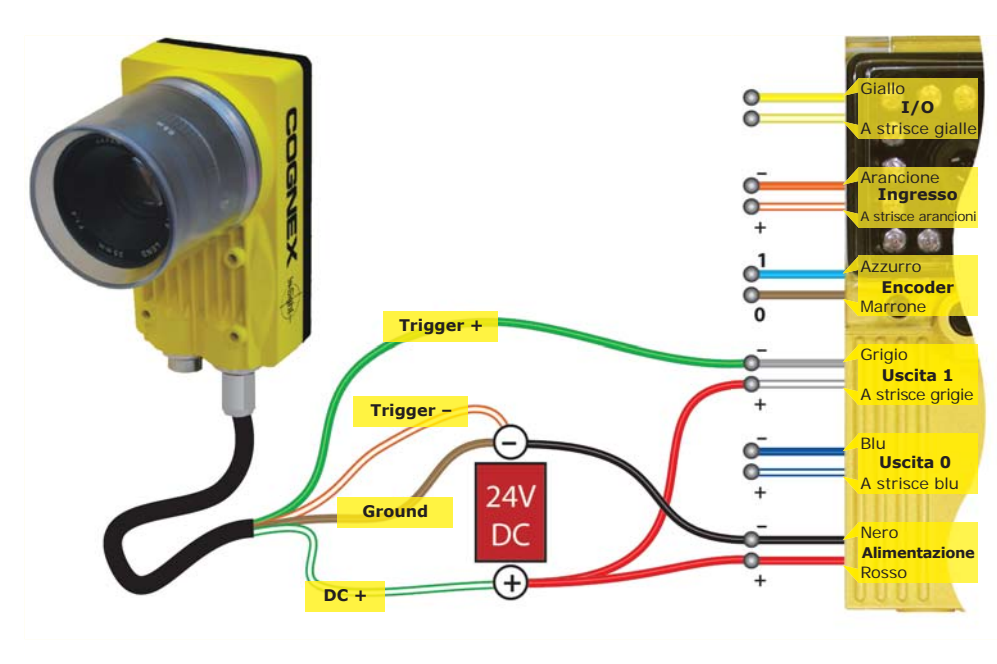 COGNEX
Giallo
I/O
A strisce gialle
–
Arancione
Ingresso
A strisce arancioni
+
1
Azzurro
Encoder
Marrone
0
Trigger +
–
Grigio
Uscita 1
A strisce grigie
+
Trigger –
–
–
Blu
Uscita 0
A strisce blu
+
24V
DC
Ground
–
Nero
Alimentazione
Rosso
+
+
DC +